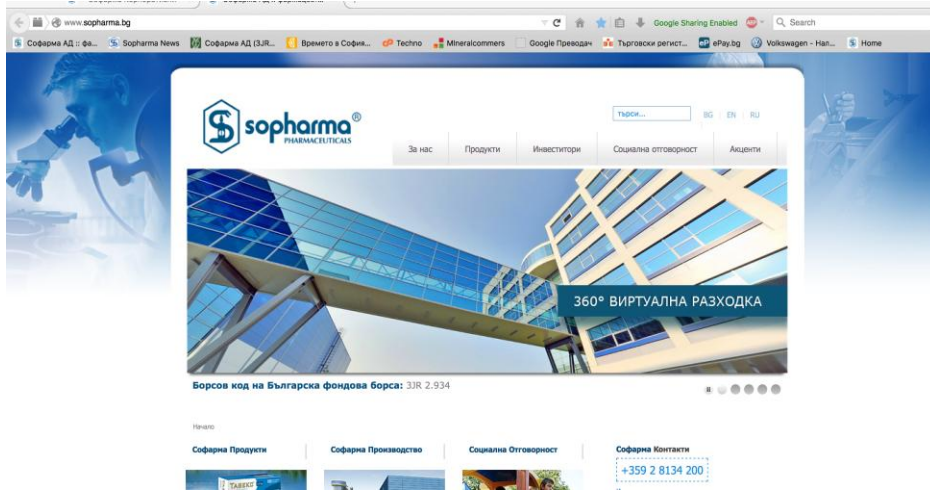 www.sopharma.bg
Google Sharing Enabled
Search
Софарма АД :: фа...
Sopharma News
Софарма АД (3JR...
Времето в София...
Techno
Mineralcommers
Google Преводач
Търговски регист...
ePay.bg
Volkswagen - Han...
Home
sopharma®
PHARMACEUTICALS
търси...
BG
EN
RU
За нас
Продукти
Инвеститори
Социална отговорност
Акценти
360° ВИРТУАЛНА РАЗХОДКА
Борсов код на Българска фондова борса: 3JR 2.934
Начало
Софарма Продукти
Софарма Производство
Социална Отговорност
Софарма Контакти
+359 2 8134 200